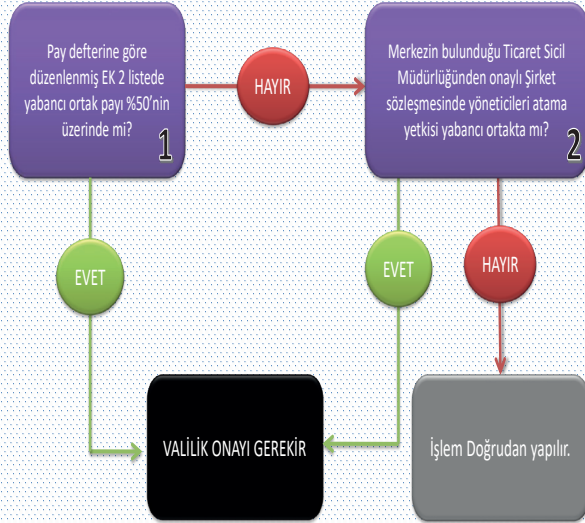 Pay defterine göre
düzenlenmiş EK 2 listede
yabancı ortak payı %50'nin
üzerinde mi?
1
HAYIR
Merkezin bulunduğu Ticaret Sicil
Müdürlüğünden onaylı Şirket
sözleşmesinde yöneticileri atama
yetkisi yabancı ortakta mı?
2
EVET
EVET
HAYIR
VALİLİK ONAYI GEREKİR
İşlem Doğrudan yapılır.